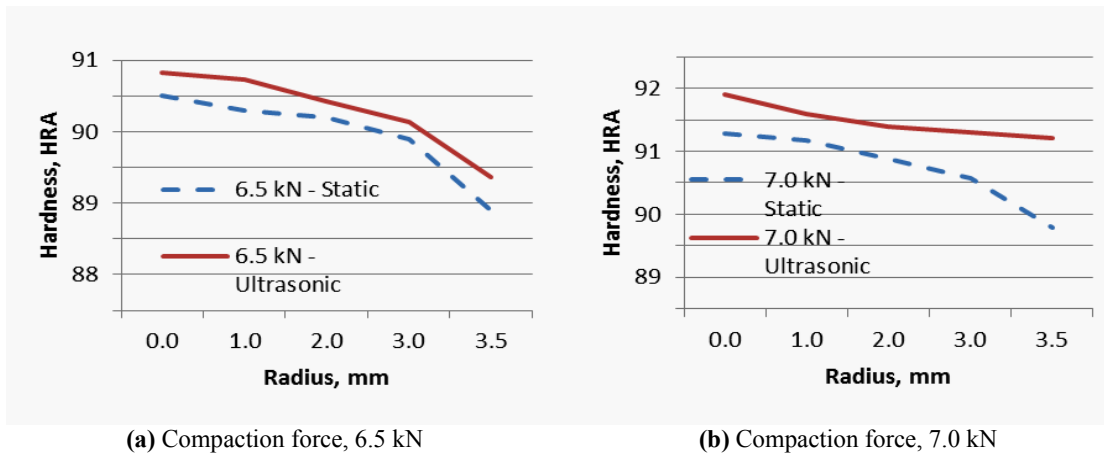 91
90
89
88
Hardness, HRA
6.5 kN - Static
6.5 kN -
Ultrasonic
0.0 1.0 2.0 3.0 3.5
Radius, mm
(a) Compaction force, 6.5 kN
92
91
90
89
Hardness, HRA
7.0 kN -
Static
7.0 kN -
Ultrasonic
0.0 1.0 2.0 3.0 3.5
Radius, mm
(b) Compaction force, 7.0 kN